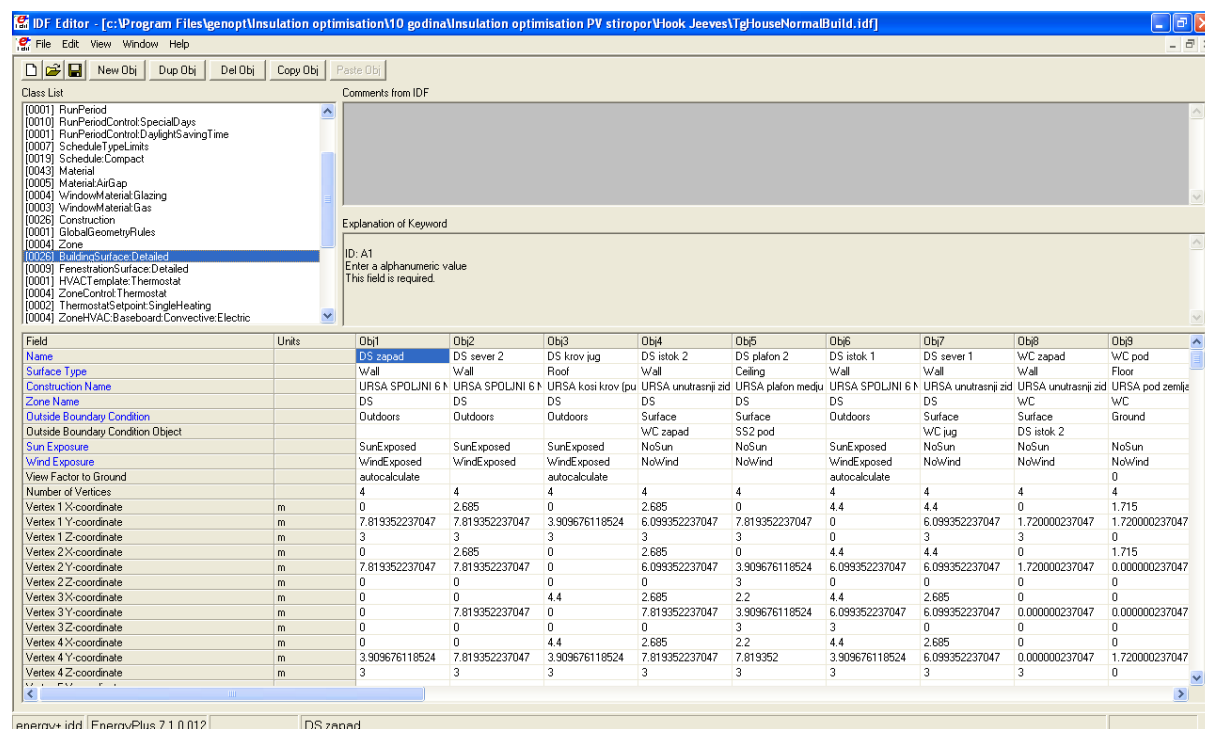 IDF Editor - [c:\Program Files\genopt\Insulation optimisation\10 godina\Insulation optimisation PV stiropor\Hook Jeeves\TgHouseNormalBuild.idf]
File Edit View Window Help
New Obj Dup Obj Del Obj Copy Obj Paste Obj
Class List Comments from IDF
[0001] RunPeriod
[0010] RunPeriodControl:SpecialDays
[0001] RunPeriodControl:DaylightSavingTime
[0007] ScheduleTypeLimits
[0019] Schedule:Compact
[0043] Material
[0005] Material:AirGap
[0004] WindowMaterial:Glazing
[0003] WindowMaterial:Gas
[0026] Construction
[0001] GlobalGeometryRules
[0004] Zone
[0026] BuildingSurface:Detailed
[0009] FenestrationSurface:Detailed
[0001] HVACTemplate:Thermostat
[0004] ZoneControl:Thermostat
[0002] ThermostatSetpoint:SingleHeating
[0004] ZoneHVAC:Baseboard:Convective:Electric
Explanation of Keyword
ID: A1
Enter a alphanumeric value
This field is required.
Field Units Obj1 Obj2 Obj3 Obj4 Obj5 Obj6 Obj7 Obj8 Obj9
Name DS zapad DS sever 2 DS krov jug DS istok 2 DS plafon 2 DS istok 1 DS sever 1 WC zapad WC pod
Surface Type Wall Wall Roof Wall Ceiling Wall Wall Wall Floor
Construction Name URSA SPOLJNI 6 N URSA SPOLJNI 6 N URSA kosi krov (pu URSA unutrasnji zid URSA plafon medju URSA SPOLJNI 6 N URSA unutrasnji zid URSA unutrasnji zid URSA pod zemlja
Zone Name DS DS DS DS DS DS DS WC WC
Outside Boundary Condition Outdoors Outdoors Outdoors Surface Surface Outdoors Surface Surface Ground
Outside Boundary Condition Object WC zapad SS2 pod WC jug DS istok 2
Sun Exposure SunExposed SunExposed SunExposed NoSun NoSun SunExposed NoSun NoSun NoSun
Wind Exposure WindExposed WindExposed WindExposed NoWind NoWind WindExposed NoWind NoWind NoWind
View Factor to Ground autocalculate autocalculate autocalculate 0
Number of Vertices 4 4 4 4 4 4 4 4 4
Vertex 1 X-coordinate m 0 2.685 0 2.685 0 4.4 4.4 0 1.715
Vertex 1 Y-coordinate m 7.819352237047 7.819352237047 3.909676118524 6.099352237047 7.819352237047 0 6.099352237047 1.720000237047 1.720000237047
Vertex 1 Z-coordinate m 3 3 3 3 3 0 3 3 0
Vertex 2 X-coordinate m 0 2.685 0 2.685 0 4.4 4.4 0 1.715
Vertex 2 Y-coordinate m 7.819352237047 7.819352237047 0 6.099352237047 3.909676118524 6.099352237047 6.099352237047 1.720000237047 0.000000237047
Vertex 2 Z-coordinate m 0 0 0 0 3 0 0 0 0
Vertex 3 X-coordinate m 0 0 4.4 2.685 2.2 4.4 2.685 0 0
Vertex 3 Y-coordinate m 0 7.819352237047 0 7.819352237047 3.909676118524 6.099352237047 6.099352237047 0.000000237047 0.000000237047
Vertex 3 Z-coordinate m 0 0 0 0 3 3 0 0 0
Vertex 4 X-coordinate m 0 0 4.4 2.685 2.2 4.4 2.685 0 0
Vertex 4 Y-coordinate m 3.909676118524 7.819352237047 3.909676118524 7.819352237047 7.819352 3.909676118524 6.099352237047 0.000000237047 1.720000237047
Vertex 4 Z-coordinate m 3 3 3 3 3 3 3 3 0
energy+.idd EnergyPlus 7.1.0.012 DS zapad